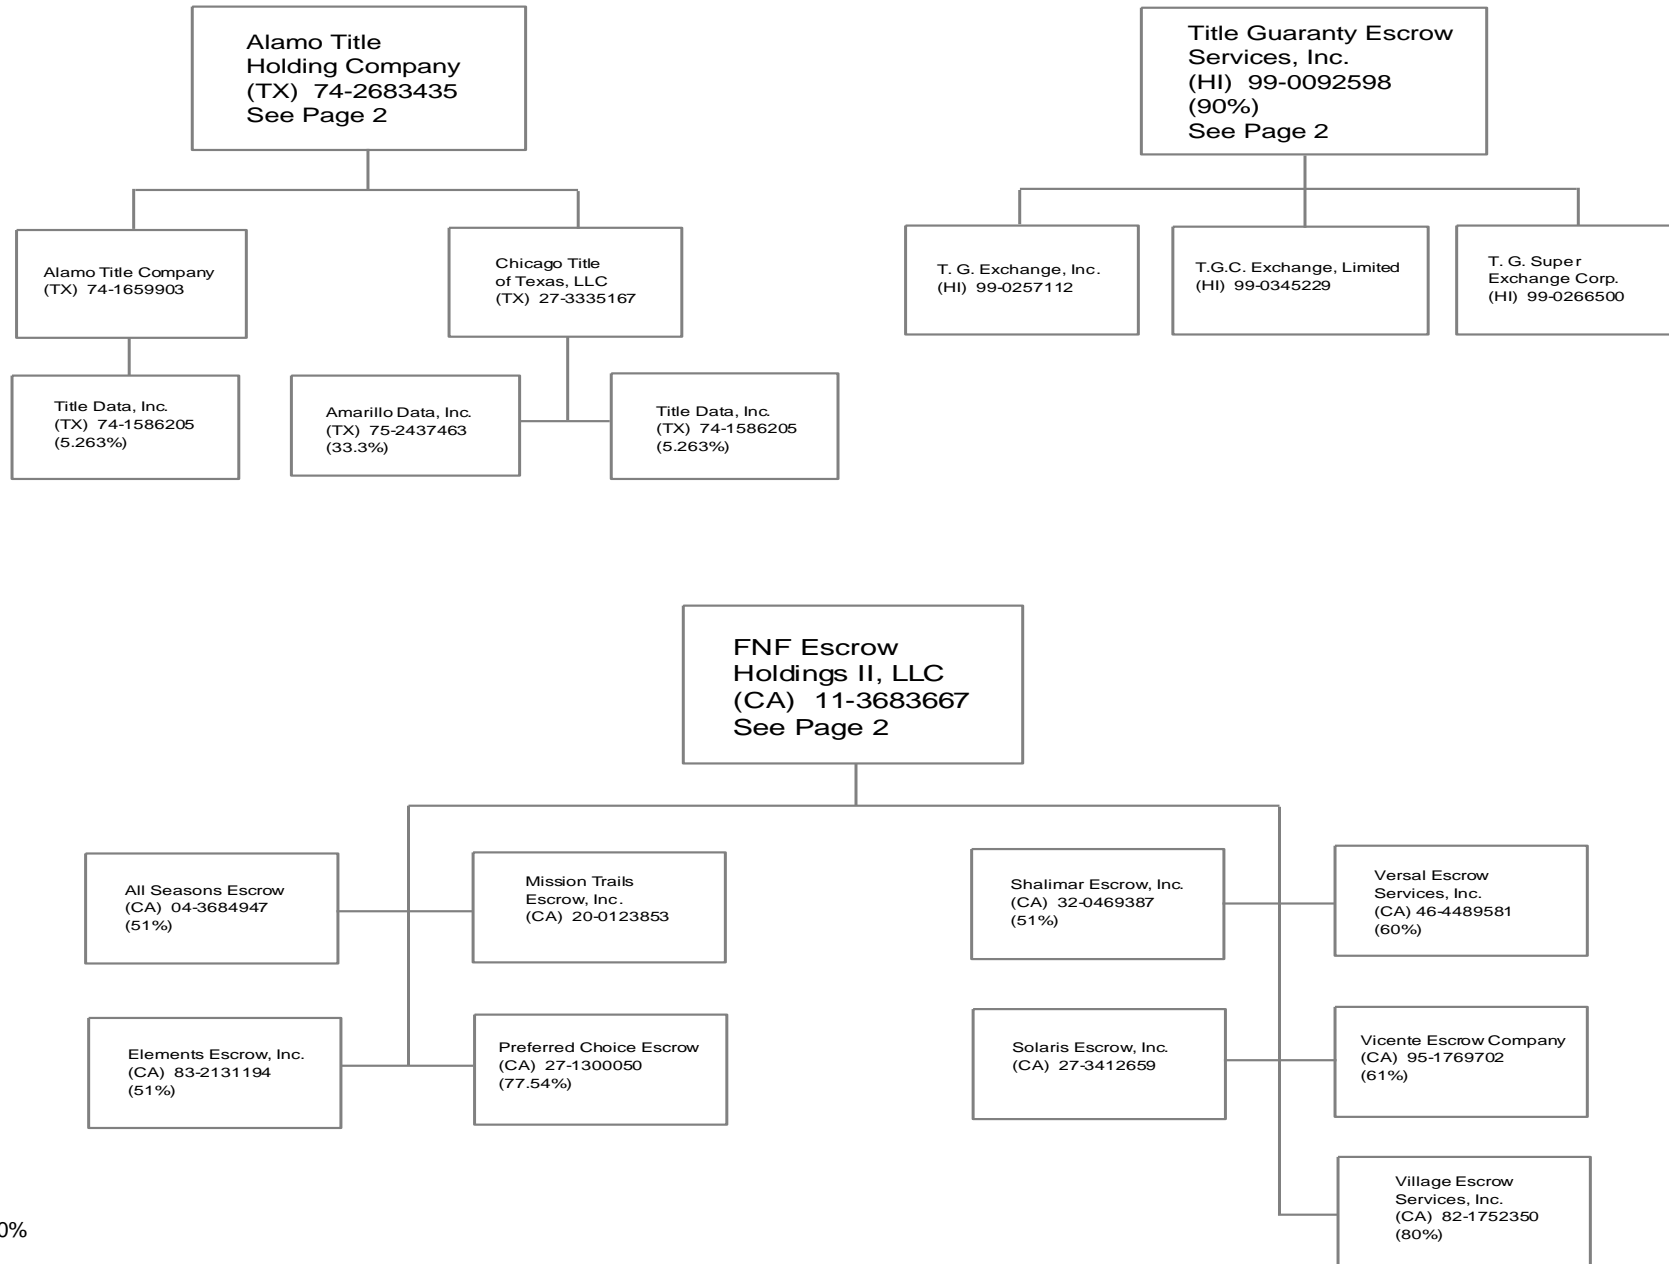 Alamo Title
Holding Company
(TX) 74-2683435
See Page 2
Title Guaranty Escrow
Services, Inc.
(HI) 99-0092598
(90%)
See Page 2
Alamo Title Company
(TX) 74-1659903
Chicago Title
of Texas, LLC
(TX) 27-3335167
T. G. Exchange, Inc.
(HI) 99-0257112
T.G.C. Exchange, Limited
(HI) 99-0345229
T. G. Super
Exchange Corp.
(HI) 99-0266500
Title Data, Inc.
(TX) 74-1586205
(5.263%)
Amarillo Data, Inc.
(TX) 75-2437463
(33.3%)
Title Data, Inc.
(TX) 74-1586205
(5.263%)
FNF Escrow
Holdings II, LLC
(CA) 11-3683667
See Page 2
All Seasons Escrow
(CA) 04-3684947
(51%)
Mission Trails
Escrow, Inc.
(CA) 20-0123853
Shalimar Escrow, Inc.
(CA) 32-0469387
(51%)
Versal Escrow
Services, Inc.
(CA) 46-4489581
(60%)
Elements Escrow, Inc.
(CA) 83-2131194
(51%)
Preferred Choice Escrow
(CA) 27-1300050
(77.54%)
Solaris Escrow, Inc.
(CA) 27-3412659
Vicente Escrow Company
(CA) 95-1769702
(61%)
Village Escrow
Services, Inc.
(CA) 82-1752350
(80%)
0%